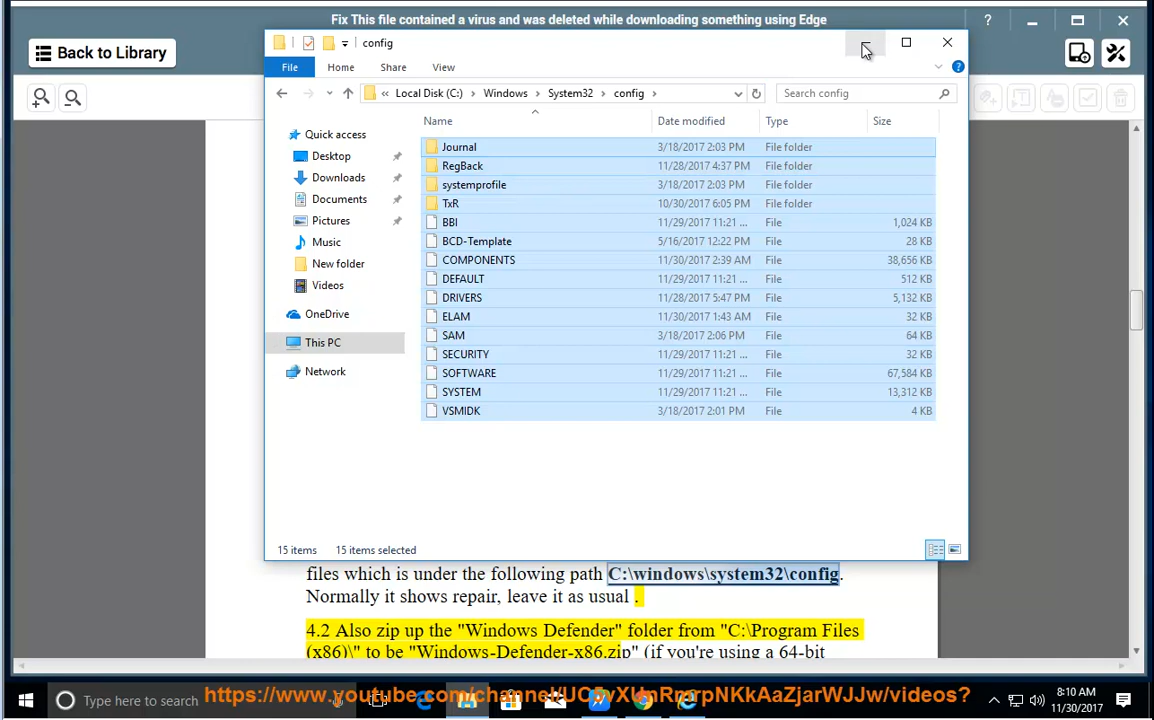 Fix This file contained a virus and was deleted while downloading something using Edge
Back to Library
config
File Home Share View
« Local Disk (C:) > Windows > System32 > config >
Search config
Name Date modified Type Size
Quick access
Desktop
Downloads
Documents
Pictures
Music
New folder
Videos
OneDrive
This PC
Network
Journal 3/18/2017 2:03 PM File folder
RegBack 11/28/2017 4:37 PM File folder
systemprofile 3/18/2017 2:03 PM File folder
TxR 10/30/2017 6:05 PM File folder
BBI 11/29/2017 11:21 ... File 1,024 KB
BCD-Template 5/16/2017 12:22 PM File 28 KB
COMPONENTS 11/30/2017 2:39 AM File 38,656 KB
DEFAULT 11/29/2017 11:21 ... File 512 KB
DRIVERS 11/28/2017 5:47 PM File 5,132 KB
ELAM 11/30/2017 1:43 AM File 32 KB
SAM 3/18/2017 2:06 PM File 64 KB
SECURITY 11/29/2017 11:21 ... File 32 KB
SOFTWARE 11/29/2017 11:21 ... File 67,584 KB
SYSTEM 11/29/2017 11:21 ... File 13,312 KB
VSMIDK 3/18/2017 2:01 PM File 4 KB
15 items 15 items selected
files which is under the following path C:\windows\system32\config.
Normally it shows repair, leave it as usual .
4.2 Also zip up the "Windows Defender" folder from "C:\Program Files
(x86)\" to be "Windows-Defender-x86.zip" (if you're using a 64-bit
Type here to search
8:10 AM
11/30/2017